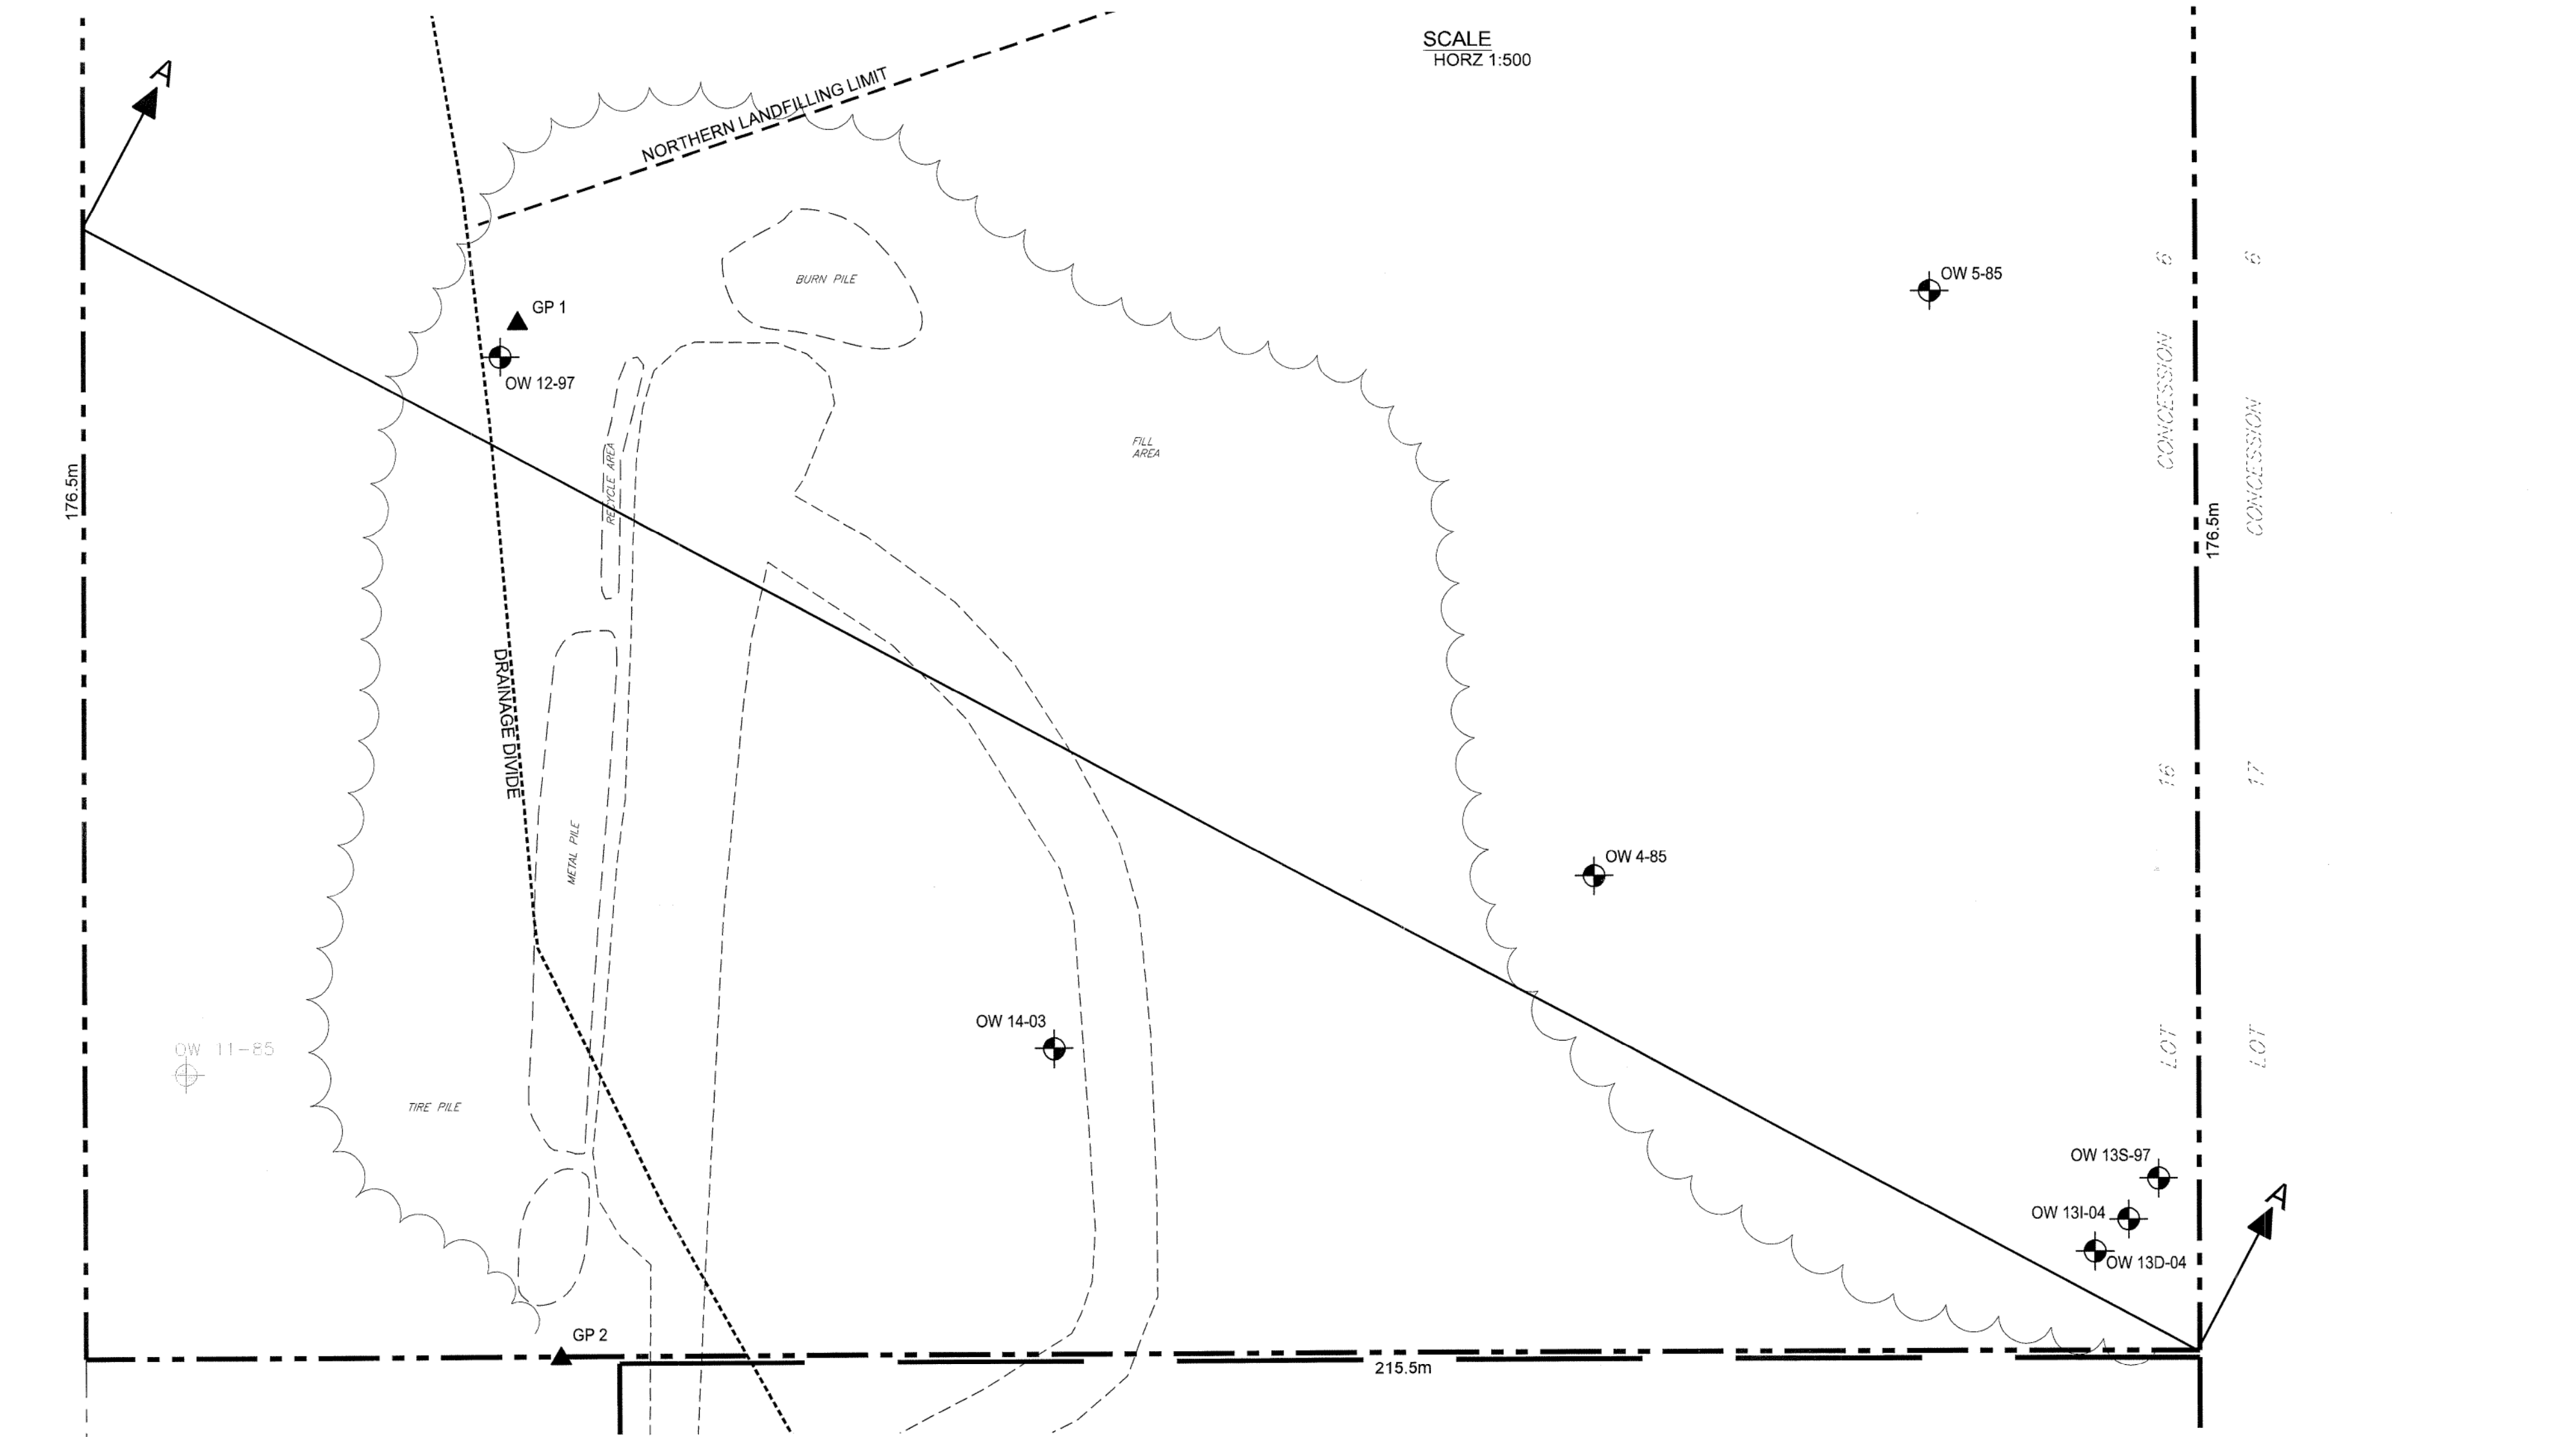 SCALE
HORZ 1:500
A
NORTHERN LANDFILLING LIMIT
BURN PILE
OW 5-85
GP 1
OW 12-97
CONCESSION 6
CONCESSION 6
FILL
AREA
RECYCLE AREA
176.5m
176.5m
DRAINAGE DIVIDE
METAL PILE
OW 4-85
16
17
OW 14-03
OW 11-85
LOT
LOT
TIRE PILE
OW 13S-97
A
OW 13I-04
OW 13D-04
GP 2
215.5m